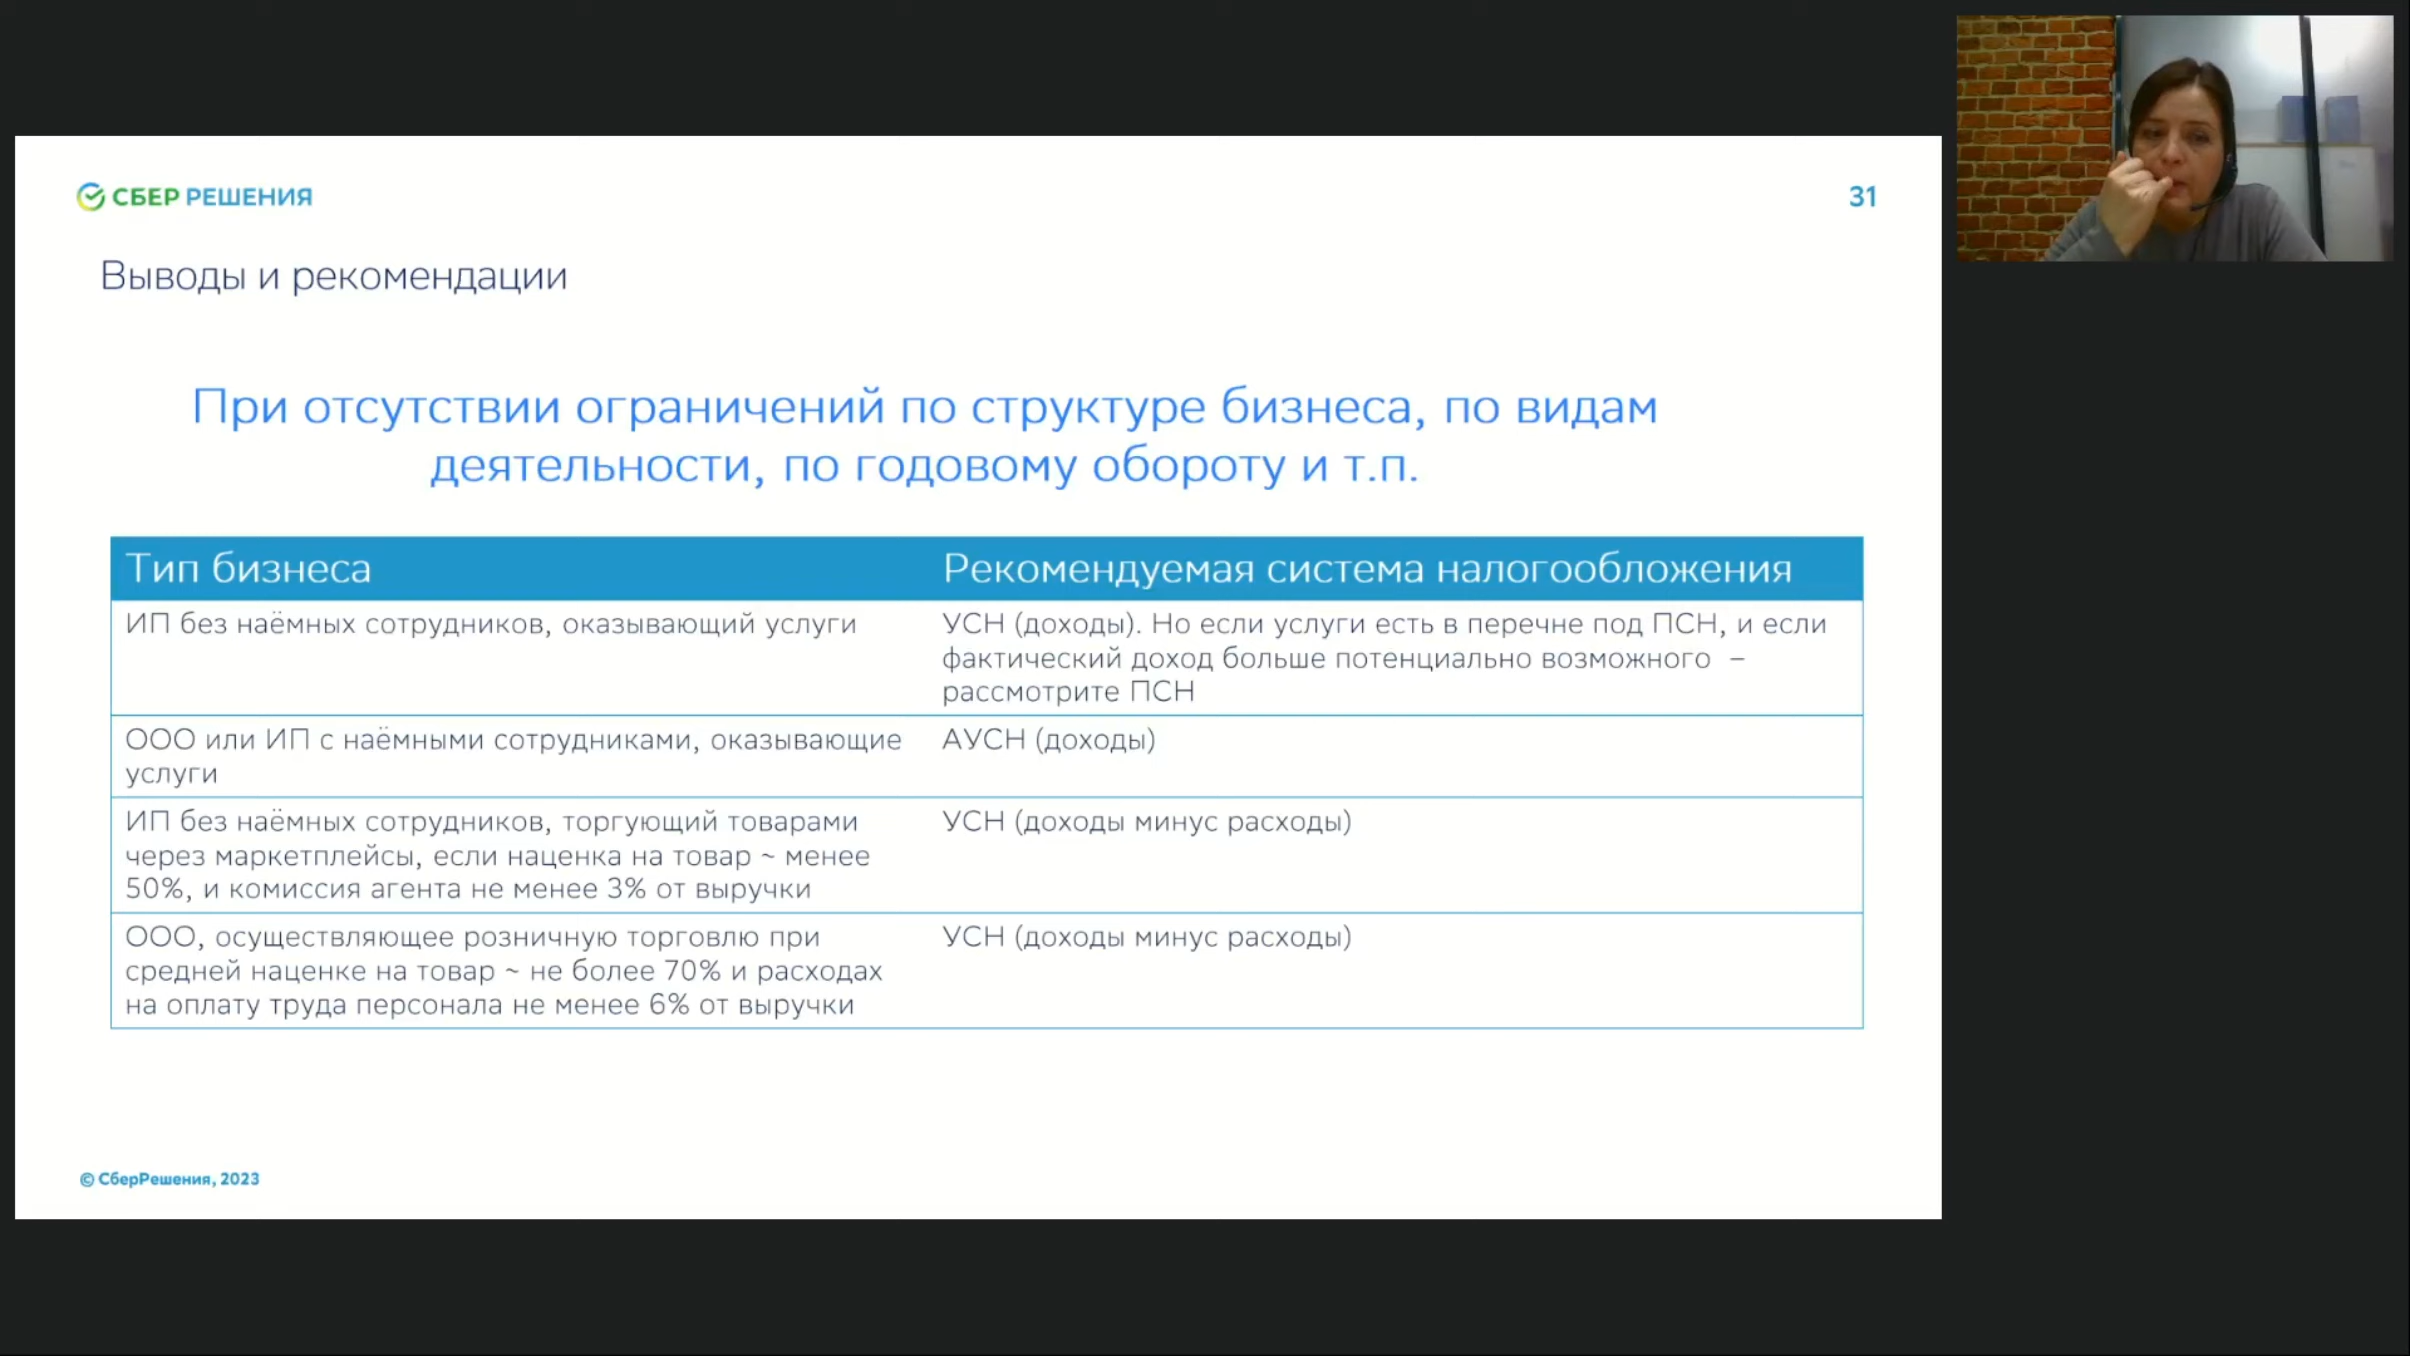 СБЕР РЕШЕНИЯ
31
Выводы и рекомендации
При отсутствии ограничений по структуре бизнеса, по видам
деятельности, по годовому обороту и т.п.
Тип бизнеса
Рекомендуемая система налогообложения
ИП без наёмных сотрудников, оказывающий услуги
УСН (доходы). Но если услуги есть в перечне под ПСН, и если
фактический доход больше потенциально возможного –
рассмотрите ПСН
ООО или ИП с наёмными сотрудниками, оказывающие
услуги
АУСН (доходы)
ИП без наёмных сотрудников, торгующий товарами
через маркетплейсы, если наценка на товар ~ менее
50%, и комиссия агента не менее 3% от выручки
УСН (доходы минус расходы)
ООО, осуществляющее розничную торговлю при
средней наценке на товар ~ не более 70% и расходах
на оплату труда персонала не менее 6% от выручки
УСН (доходы минус расходы)
© СберРешения, 2023